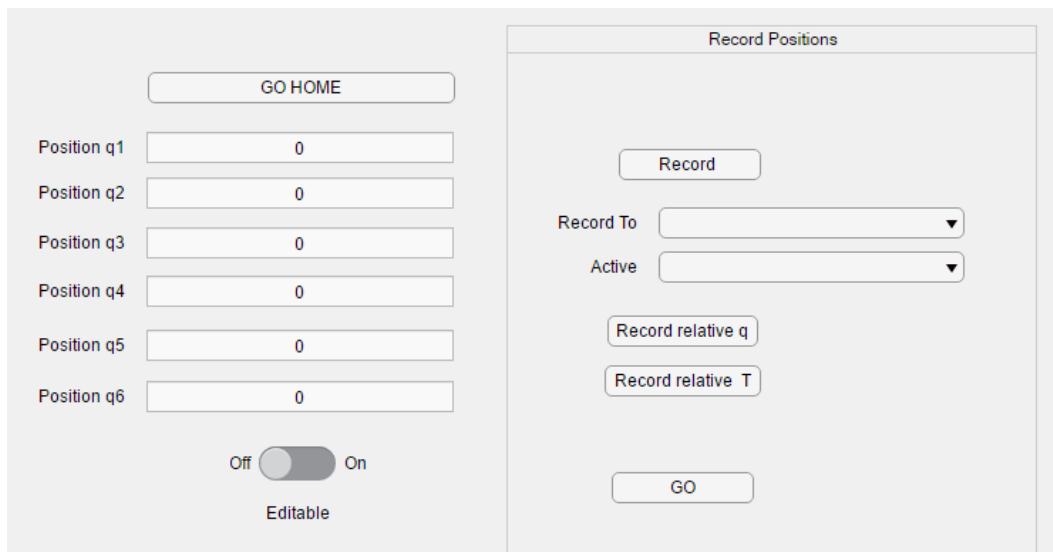 GO HOME
Position q1 0
Position q2 0
Position q3 0
Position q4 0
Position q5 0
Position q6 0
Off On
Editable
Record Positions
Record
Record To
Active
Record relative q
Record relative T
GO